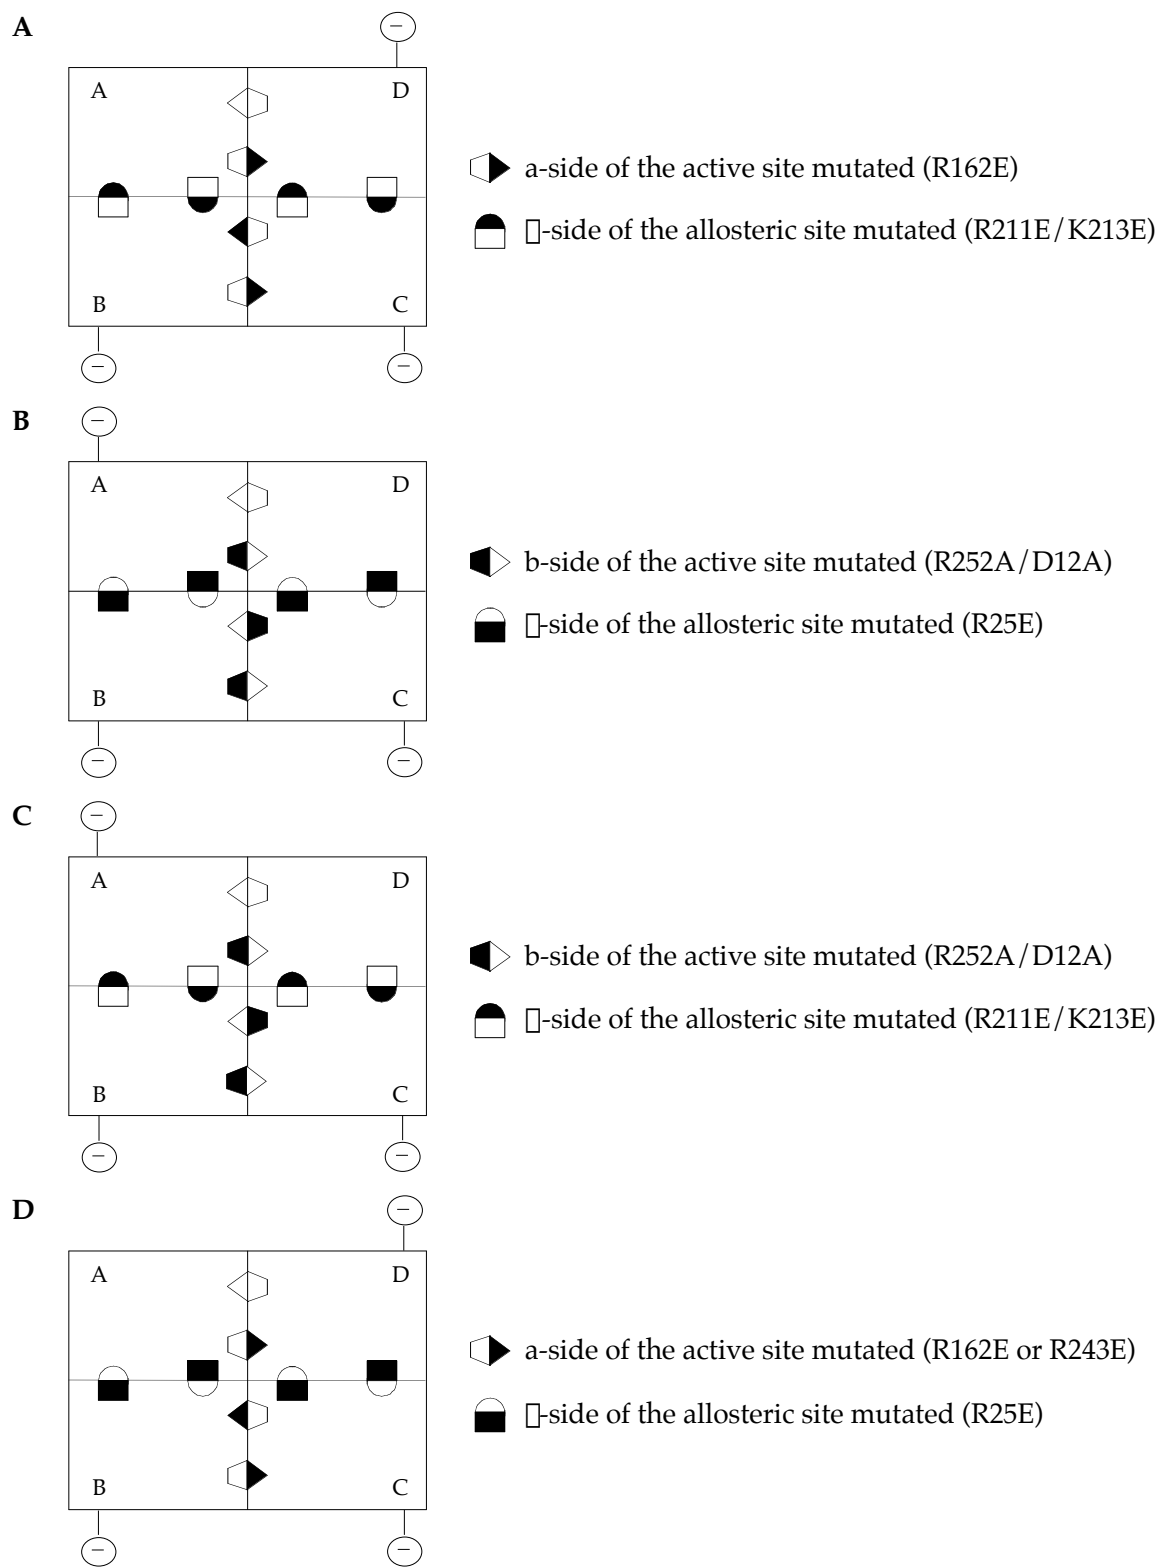 A
−
A
D
B
C
−
−
a-side of the active site mutated (R162E)
▯-side of the allosteric site mutated (R211E/K213E)
B
−
A
D
B
C
−
−
b-side of the active site mutated (R252A/D12A)
▯-side of the allosteric site mutated (R25E)
C
−
A
D
B
C
−
−
b-side of the active site mutated (R252A/D12A)
▯-side of the allosteric site mutated (R211E/K213E)
D
−
A
D
B
C
−
−
a-side of the active site mutated (R162E or R243E)
▯-side of the allosteric site mutated (R25E)